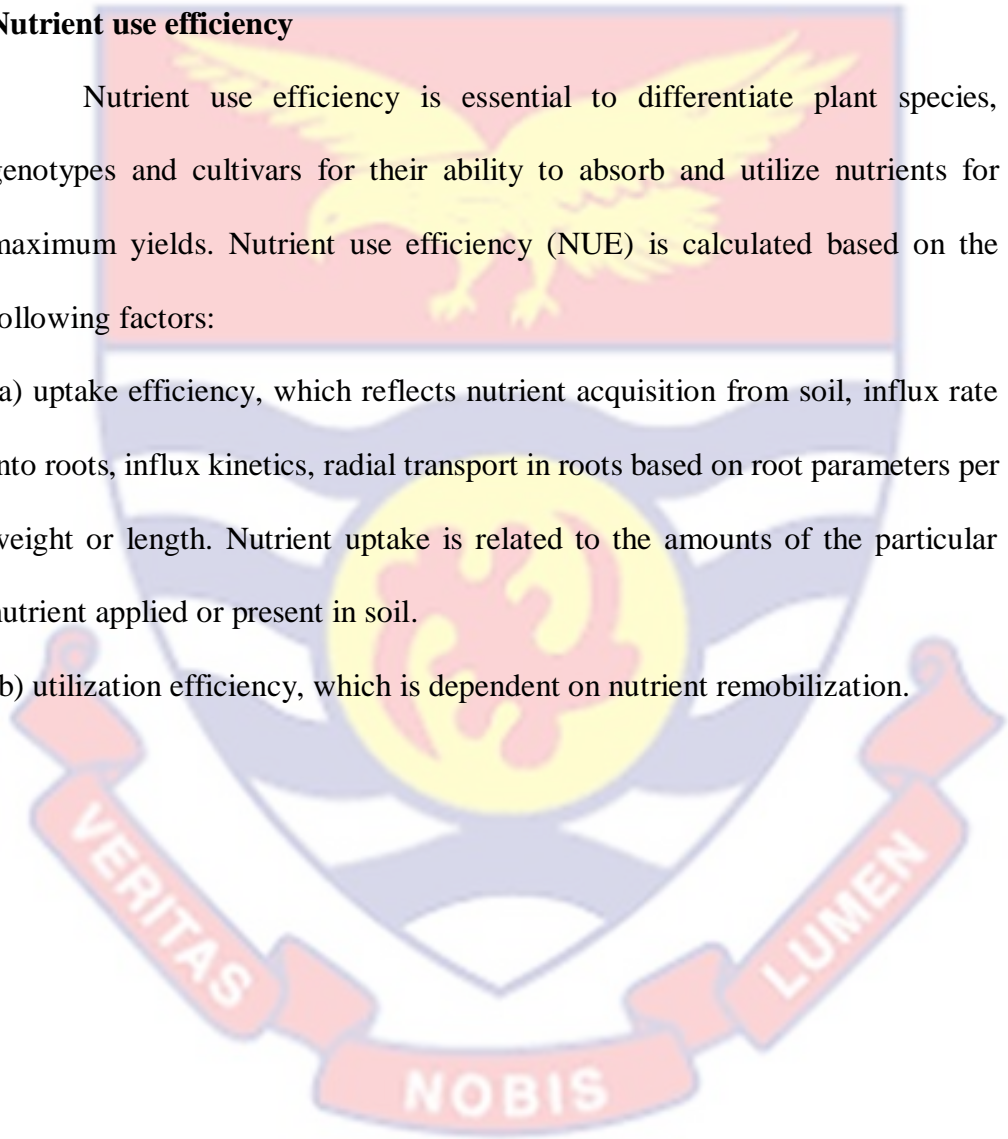 Nutrient use efficiency
Nutrient use efficiency is essential to differentiate plant species,
genotypes and cultivars for their ability to absorb and utilize nutrients for
maximum yields. Nutrient use efficiency (NUE) is calculated based on the
following factors:
a) uptake efficiency, which reflects nutrient acquisition from soil, influx rate
into roots, influx kinetics, radial transport in roots based on root parameters per
weight or length. Nutrient uptake is related to the amounts of the particular
nutrient applied or present in soil.
b) utilization efficiency, which is dependent on nutrient remobilization.
VERITAS
NOBIS
LUMEN